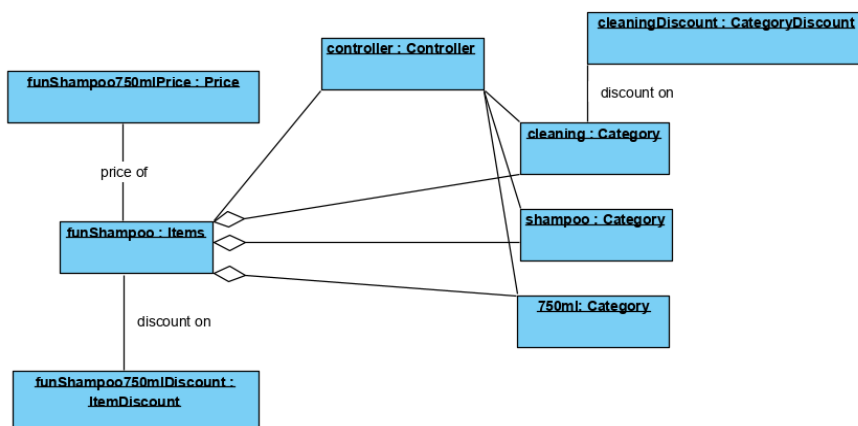 cleaningDiscount : CategoryDiscount
controller : Controller
funShampoo750mlPrice : Price
discount on
cleaning : Category
price of
shampoo : Category
funShampoo : Items
750ml: Category
discount on
funShampoo750mlDiscount :
ItemDiscount